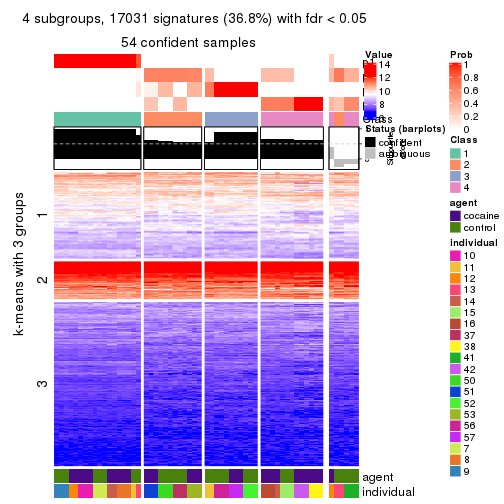 4 subgroups, 17031 signatures (36.8%) with fdr < 0.05
54 confident samples
Value
14
12
10
8
6
Prob
1
0.8
0.6
0.4
0.2
0
p1
Class
Status (barplots)
confident
ambiguous
Class
1
2
3
4
agent
cocaine
control
individual
10
11
12
13
14
15
16
37
38
41
42
50
51
52
53
56
57
7
8
9
k-means with 3 groups
1
2
3
agent
individual